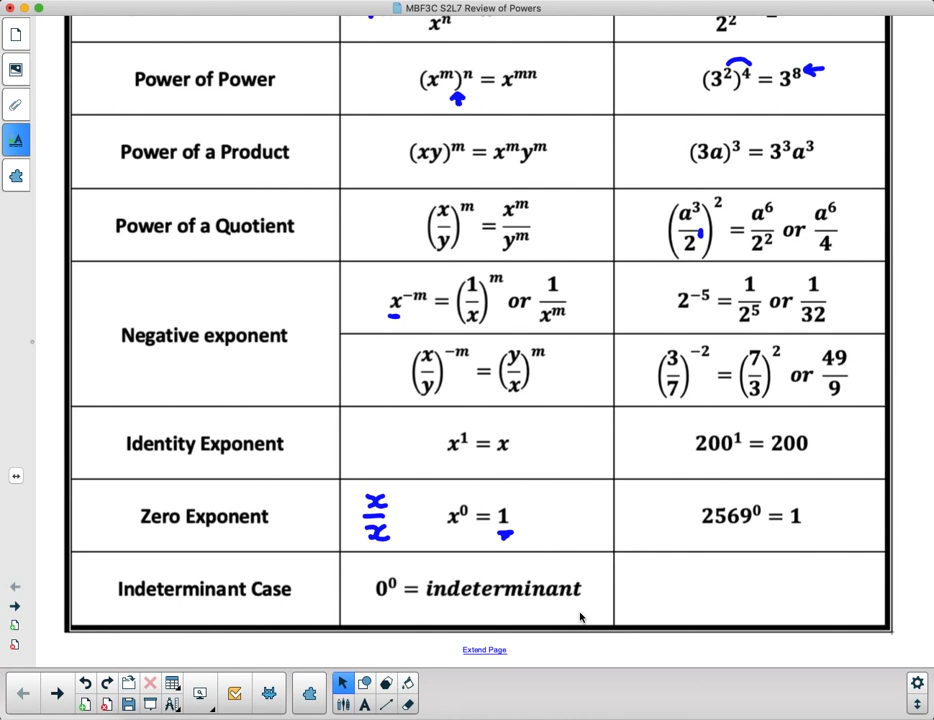 MBF3C S2L7 Review of Powers
xⁿ
2²
Power of Power (xᵐ)ⁿ = xᵐⁿ (3²)⁴ = 3⁸
Power of a Product (xy)ᵐ = xᵐyᵐ (3a)³ = 3³a³
Power of a Quotient (x/y)ᵐ = xᵐ/yᵐ (a³/2)² = a⁶/2² or a⁶/4
Negative exponent x⁻ᵐ = (1/x)ᵐ or 1/xᵐ 2⁻⁵ = 1/2⁵ or 1/32
(x/y)⁻ᵐ = (y/x)ᵐ (3/7)⁻² = (7/3)² or 49/9
Identity Exponent x¹ = x 200¹ = 200
Zero Exponent x/x x⁰ = 1 2569⁰ = 1
Indeterminant Case 0⁰ = indeterminant
Extend Page